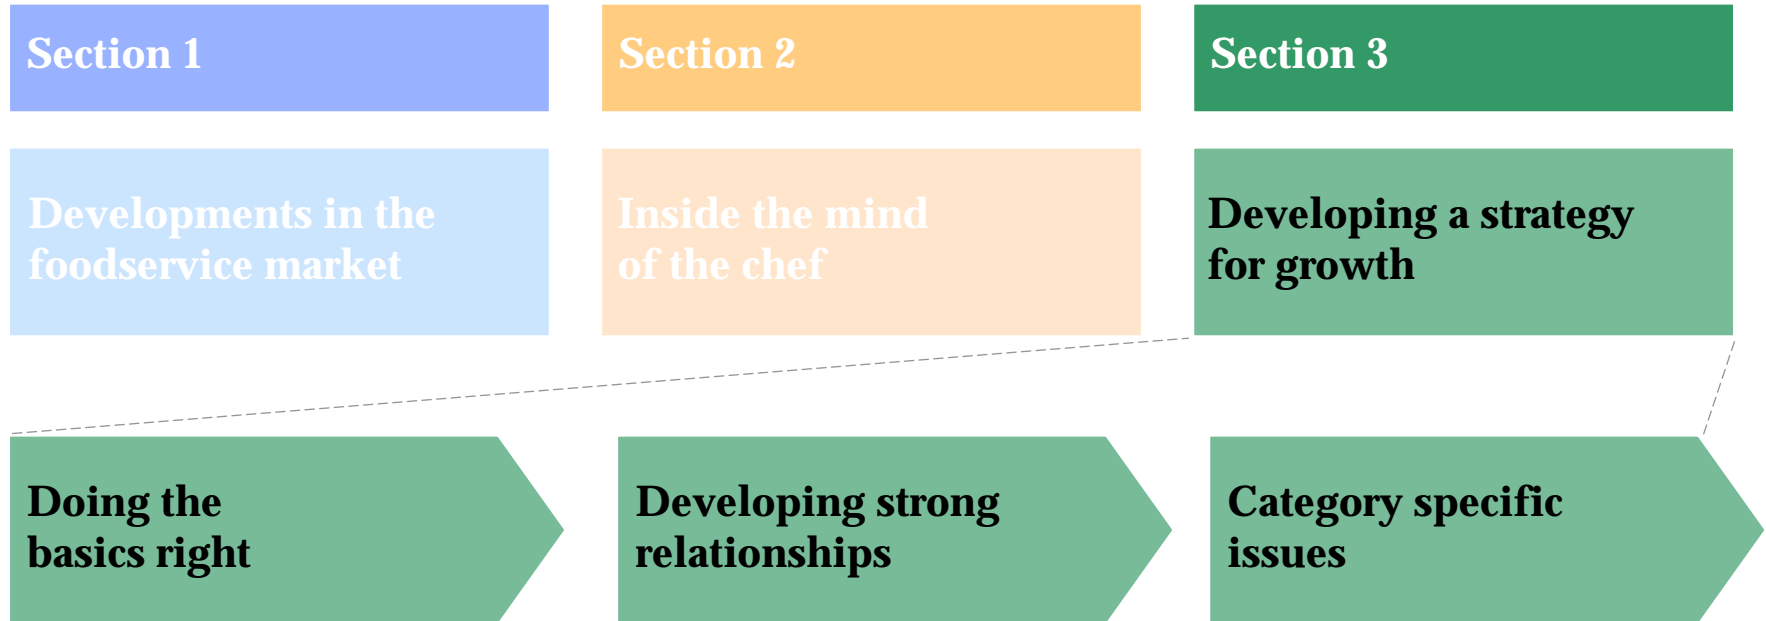 Section 1
Section 2
Section 3
Developments in the
foodservice market
Inside the mind
of the chef
Developing a strategy
for growth
Doing the
basics right
Developing strong
relationships
Category specific
issues